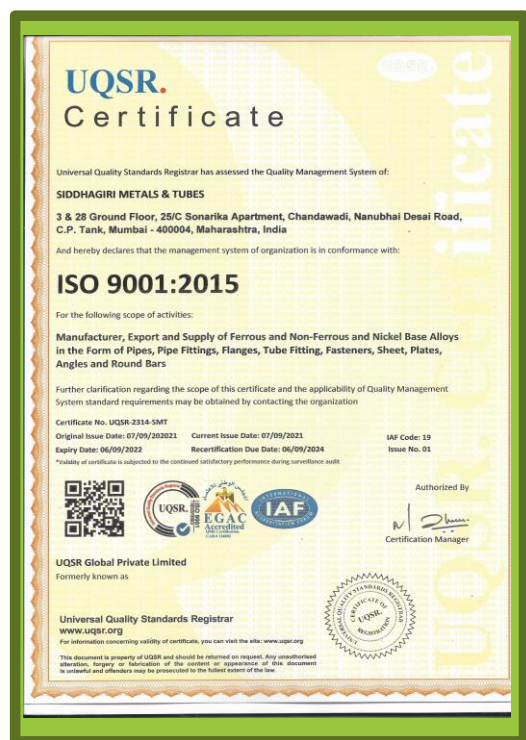 UQSR.
Certificate
Universal Quality Standards Registrar has assessed the Quality Management System of:
SIDDHAGIRI METALS & TUBES
3 & 28 Ground Floor, 25/C Sonarika Apartment, Chandawadi, Nanubhai Desai Road,
C.P. Tank, Mumbai - 400004, Maharashtra, India
And hereby declares that the management system of organization is in conformance with:
ISO 9001:2015
For the following scope of activities:
Manufacturer, Export and Supply of Ferrous and Non-Ferrous and Nickel Base Alloys
in the Form of Pipes, Pipe Fittings, Flanges, Tube Fitting, Fasteners, Sheet, Plates,
Angles and Round Bars
Further clarification regarding the scope of this certificate and the applicability of Quality Management
System standard requirements may be obtained by contacting the organization
Certificate No. UQSR-2314-SMT
Original Issue Date: 07/09/202021 Current Issue Date: 07/09/2021 IAF Code: 19
Expiry Date: 06/09/2022 Recertification Due Date: 06/09/2024 Issue No. 01
*Validity of certificate is subjected to the continued satisfactory performance during surveillance audit
UQSR.
ISO 9001
EGAC
Accredited
IAF
Authorized By
Certification Manager
UQSR Global Private Limited
Formerly known as
Universal Quality Standards Registrar
www.uqsr.org
For information concerning validity of certificate, you can visit the site: www.uqsr.org
This document is property of UQSR and should be returned on request. Any unauthorised
alteration, forgery or fabrication of the content or appearance of this document
is unlawful and offenders may be prosecuted to the fullest extent of the law.
UNIVERSAL QUALITY STANDARDS REGISTRAR
CERTIFICATE OF
UQSR.
REGISTRATION
UQSR. Certificate